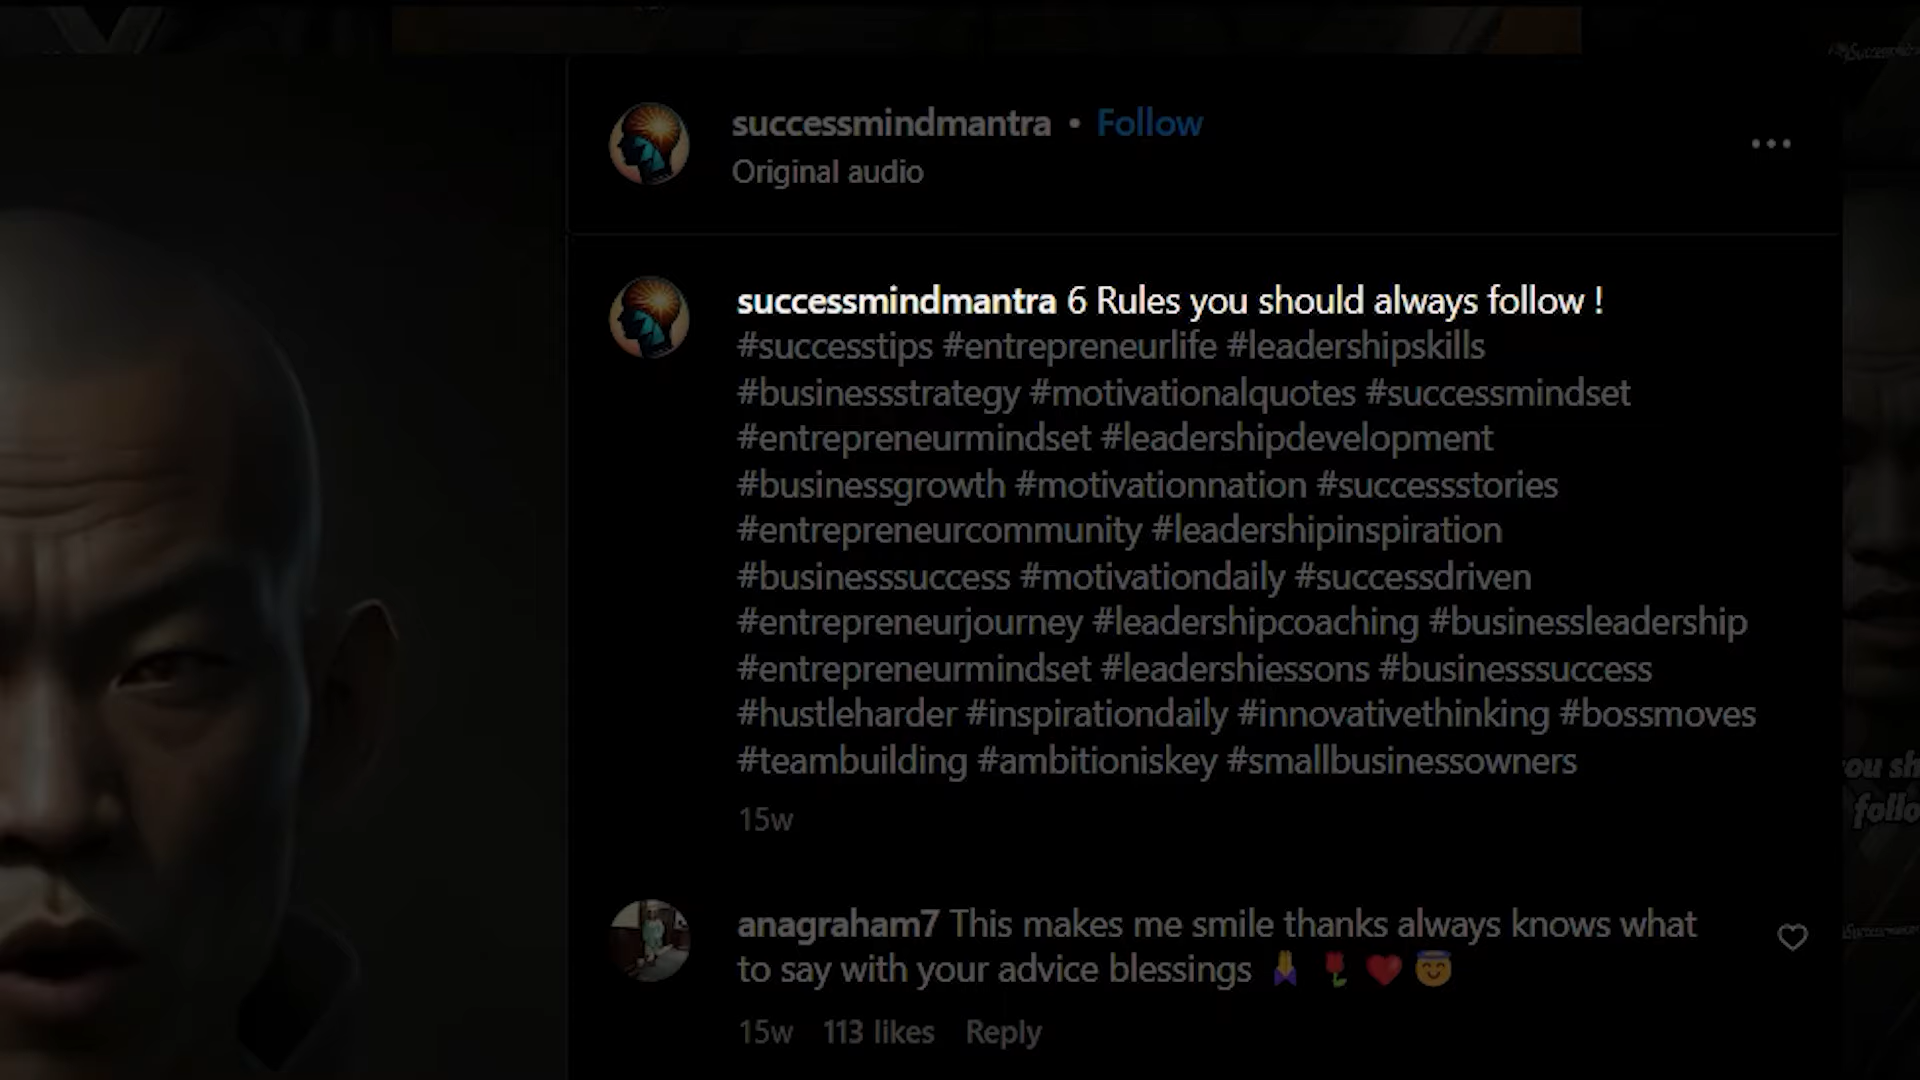 successmindmantra • Follow
Original audio
successmindmantra 6 Rules you should always follow !
#successtips #entrepreneurlife #leadershipskills
#businessstrategy #motivationalquotes #successmindset
#entrepreneurmindset #leadershipdevelopment
#businessgrowth #motivationnation #successstories
#entrepreneurcommunity #leadershipinspiration
#businesssuccess #motivationdaily #successdriven
#entrepreneurjourney #leadershipcoaching #businessleadership
#entrepreneurmindset #leadershiessons #businesssuccess
#hustleharder #inspirationdaily #innovativethinking #bossmoves
#teambuilding #ambitioniskey #smallbusinessowners
15w
anagraham7 This makes me smile thanks always knows what
to say with your advice blessings 🙏 🌹 ❤️ 😇
15w 113 likes Reply